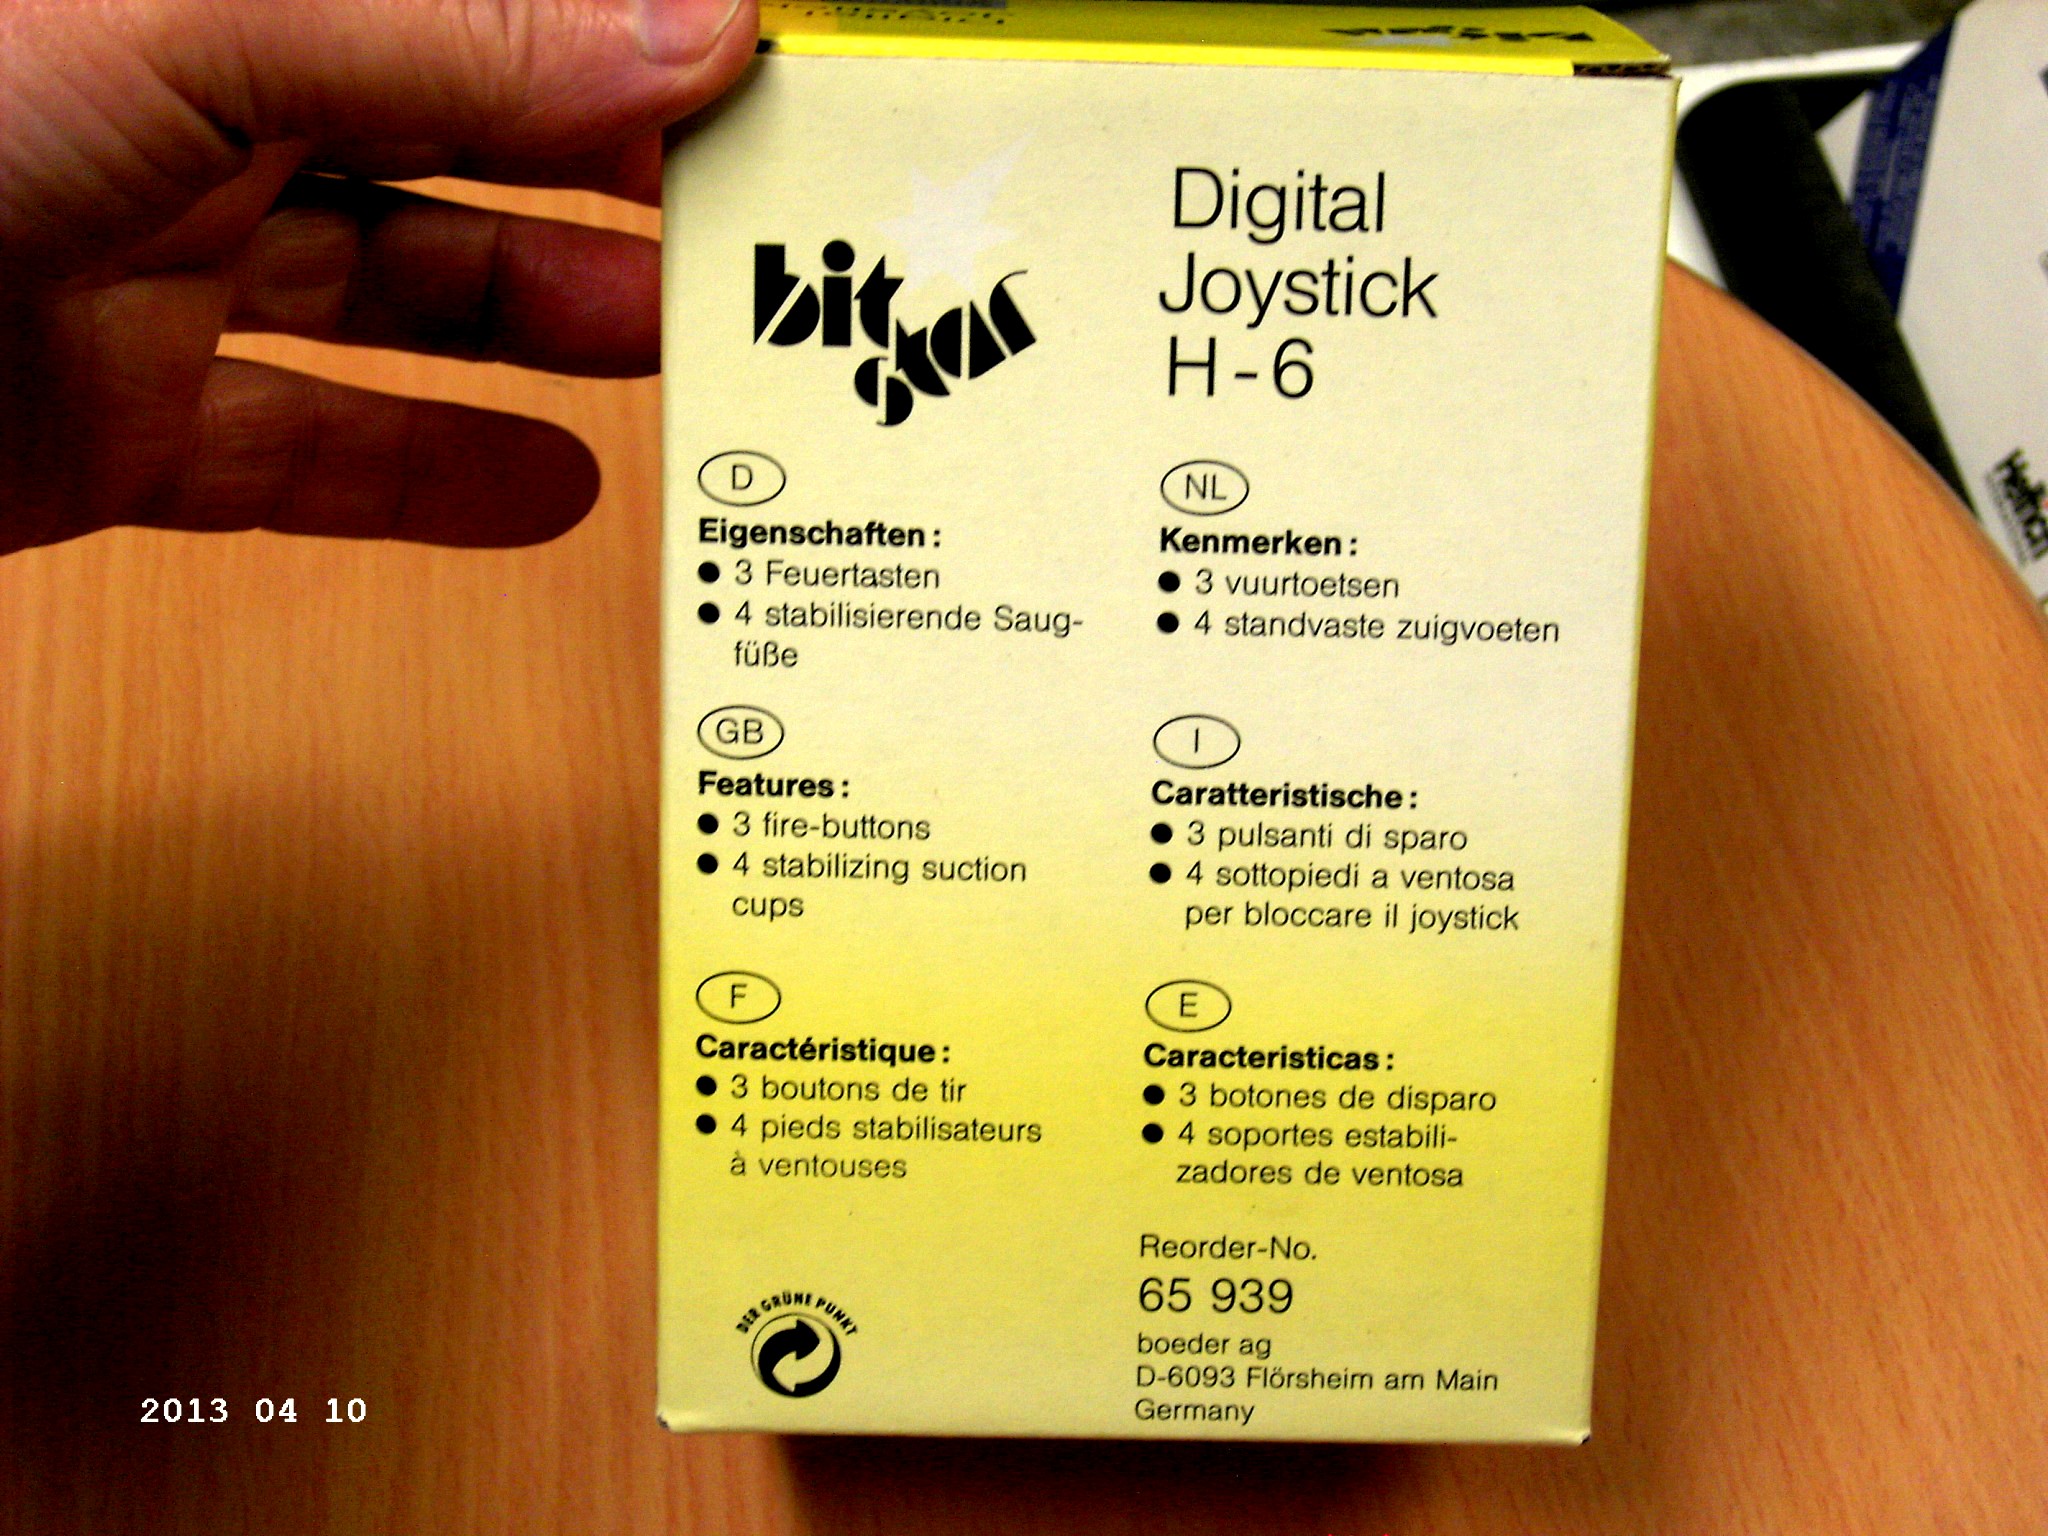 bit
star
Digital
Joystick
H-6
D
Eigenschaften:
● 3 Feuertasten
● 4 stabilisierende Saug-
füße
GB
Features:
● 3 fire-buttons
● 4 stabilizing suction
cups
F
Caractéristique:
● 3 boutons de tir
● 4 pieds stabilisateurs
à ventouses
NL
Kenmerken:
● 3 vuurtoetsen
● 4 standvaste zuigvoeten
I
Caratteristische:
● 3 pulsanti di sparo
● 4 sottopiedi a ventosa
per bloccare il joystick
E
Caracteristicas:
● 3 botones de disparo
● 4 soportes estabili-
zadores de ventosa
DER GRÜNE PUNKT
Reorder-No.
65 939
boeder ag
D-6093 Flörsheim am Main
Germany
2013 04 10